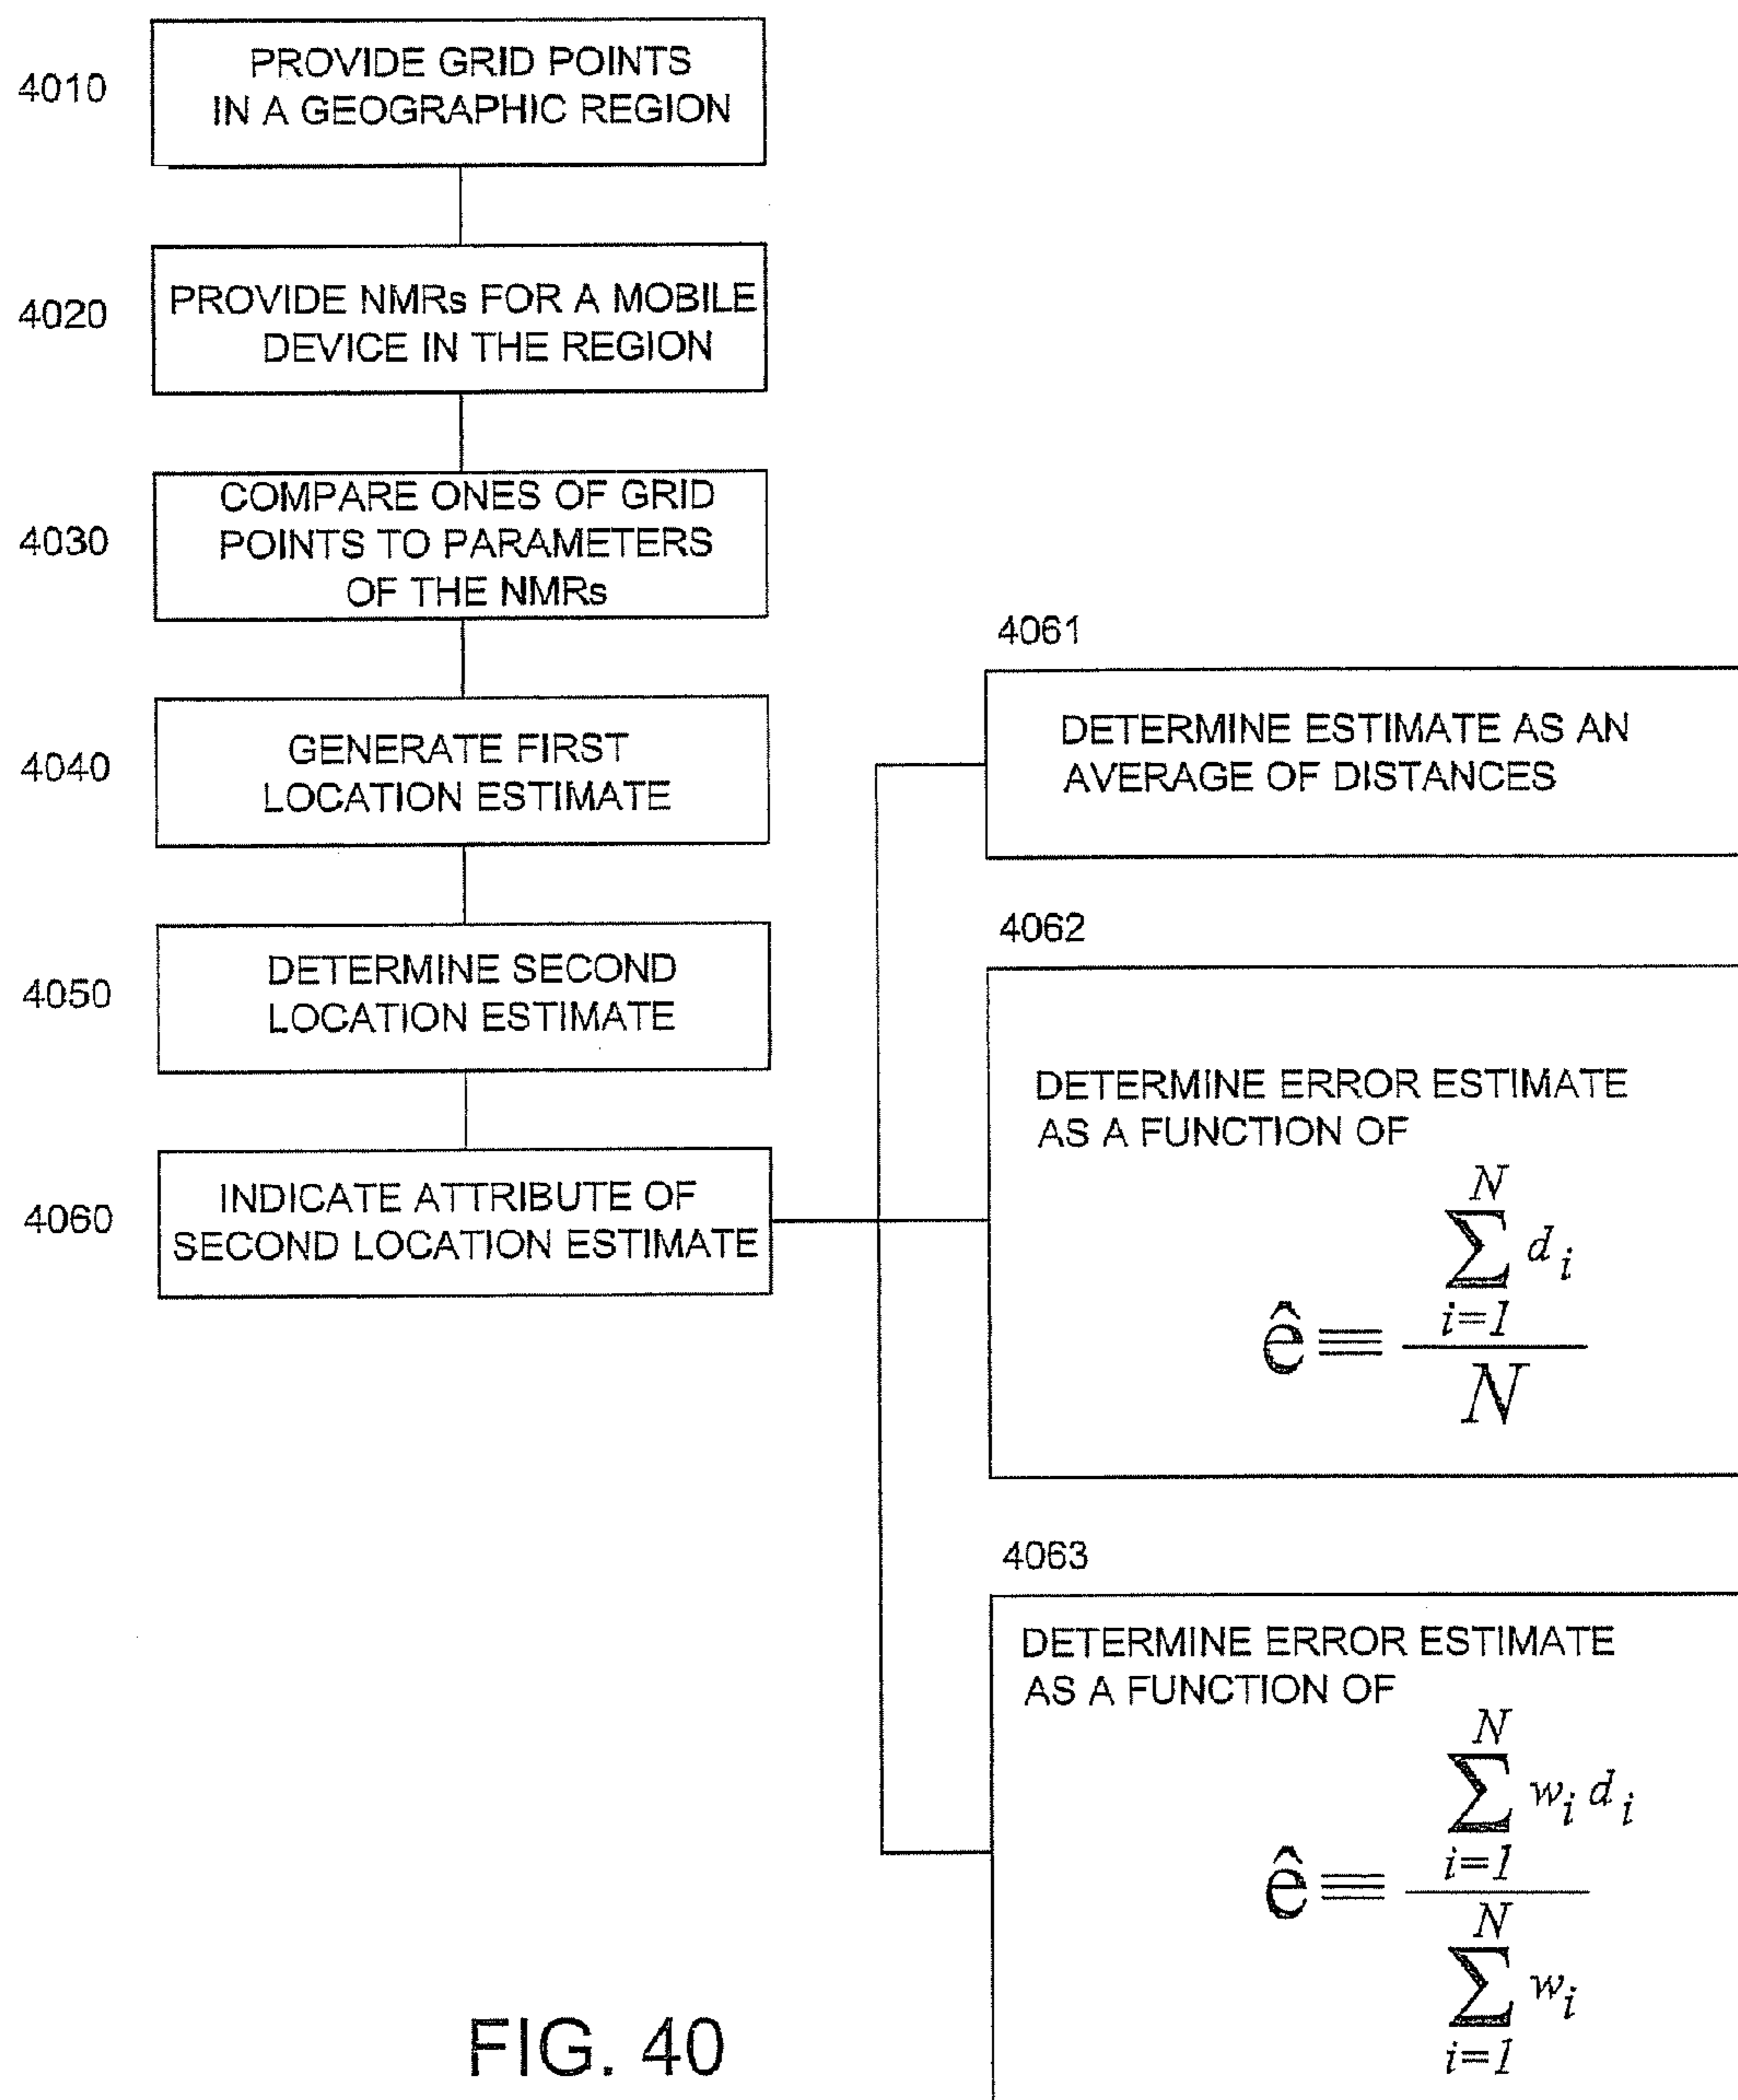 4010
PROVIDE GRID POINTS
IN A GEOGRAPHIC REGION
4020
PROVIDE NMRs FOR A MOBILE
DEVICE IN THE REGION
4030
COMPARE ONES OF GRID
POINTS TO PARAMETERS
OF THE NMRs
4040
GENERATE FIRST
LOCATION ESTIMATE
4050
DETERMINE SECOND
LOCATION ESTIMATE
4060
INDICATE ATTRIBUTE OF
SECOND LOCATION ESTIMATE
4061
DETERMINE ESTIMATE AS AN
AVERAGE OF DISTANCES
4062
DETERMINE ERROR ESTIMATE
AS A FUNCTION OF
N
∑ d_i
i=1
ê ≡
N
4063
DETERMINE ERROR ESTIMATE
AS A FUNCTION OF
N
∑ w_i d_i
i=1
ê ≡
N
∑ w_i
i=1
FIG. 40